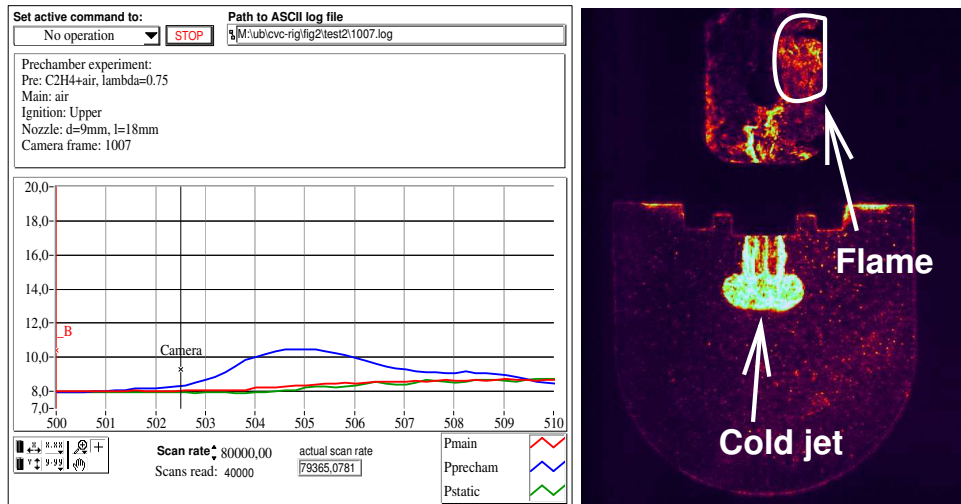 Set active command to:
Path to ASCII log file
No operation
STOP
M:\ub\cvc-rig\fig2\test2\1007.log
Prechamber experiment:
Pre: C2H4+air, lambda=0.75
Main: air
Ignition: Upper
Nozzle: d=9mm, l=18mm
Camera frame: 1007
20,0
18,0
16,0
14,0
12,0
10,0
8,0
7,0
_B
Camera
500 501 502 503 504 505 506 507 508 509 510
Scan rate 80000,00
Scans read: 40000
actual scan rate
79365,0781
Pmain
Pprecham
Pstatic
Flame
Cold jet